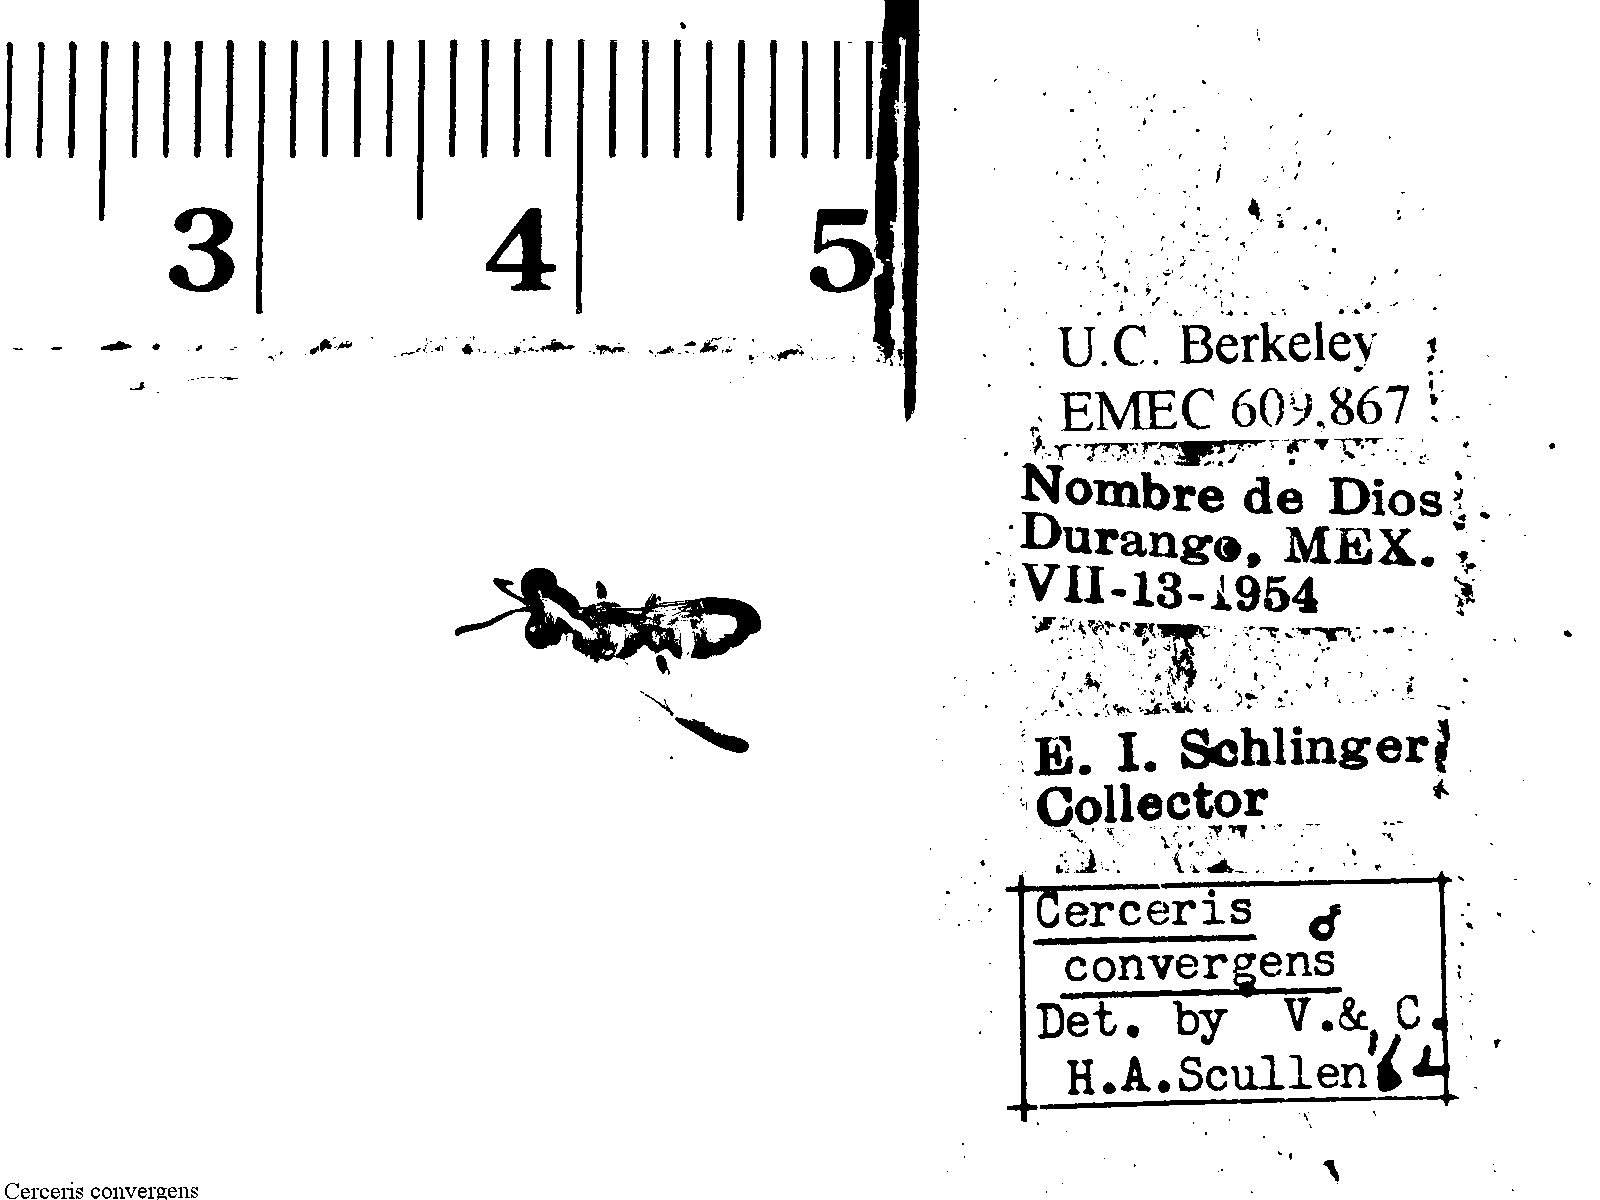 3 4 5
U.C. Berkeley
EMEC 609,867
Nombre de Dios
Durango, MEX.
VII-13-1954
E. I. Schlinger
Collector
Cerceris ♂
convergens
Det. by V.& C.
H.A.Scullen '64
Cerceris convergens